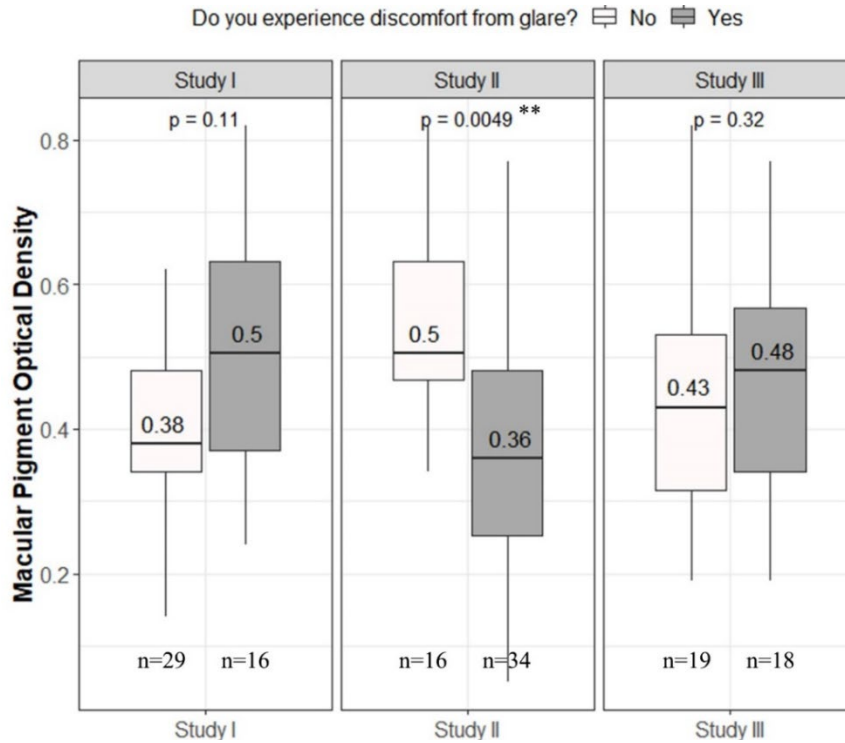 Do you experience discomfort from glare? No Yes
Study I Study II Study III
p = 0.11 p = 0.0049 ** p = 0.32
0.8
0.6
0.4
0.2
Macular Pigment Optical Density
0.38 0.5 0.5 0.36 0.43 0.48
n=29 n=16 n=16 n=34 n=19 n=18
Study I Study II Study III